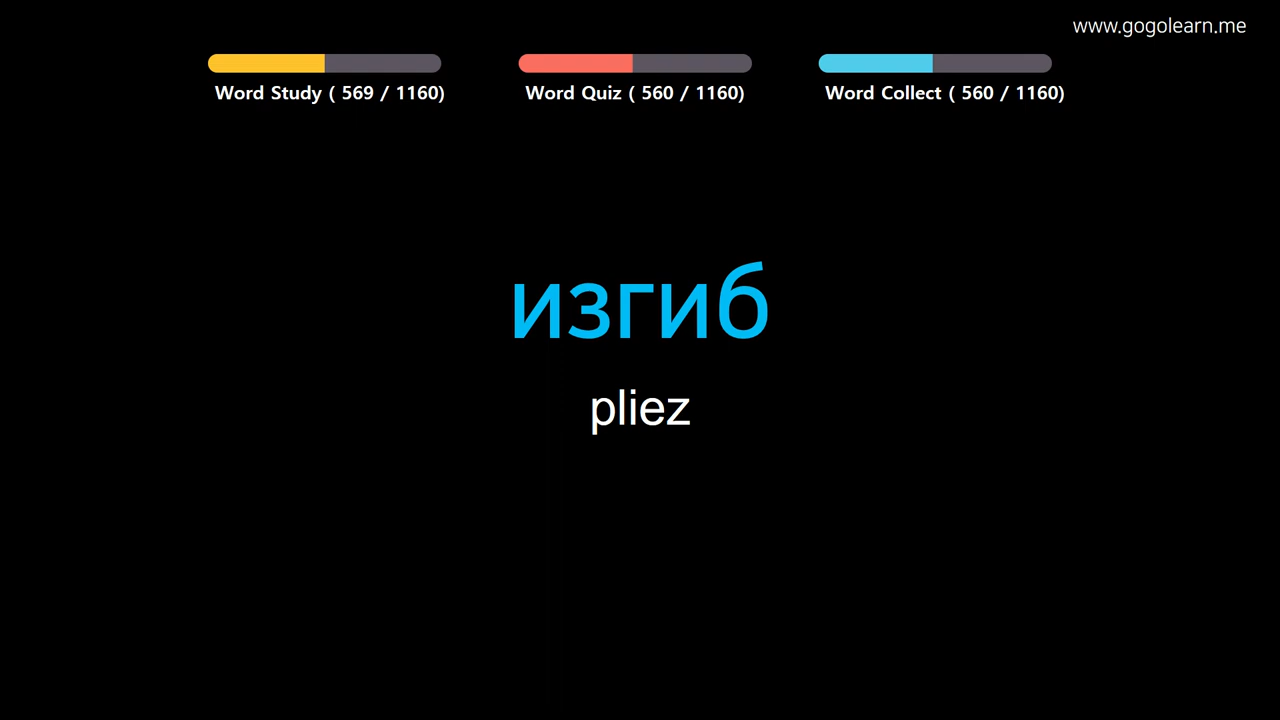 www.gogolearn.me
Word Study ( 569 / 1160)
Word Quiz ( 560 / 1160)
Word Collect ( 560 / 1160)
изгиб
pliez